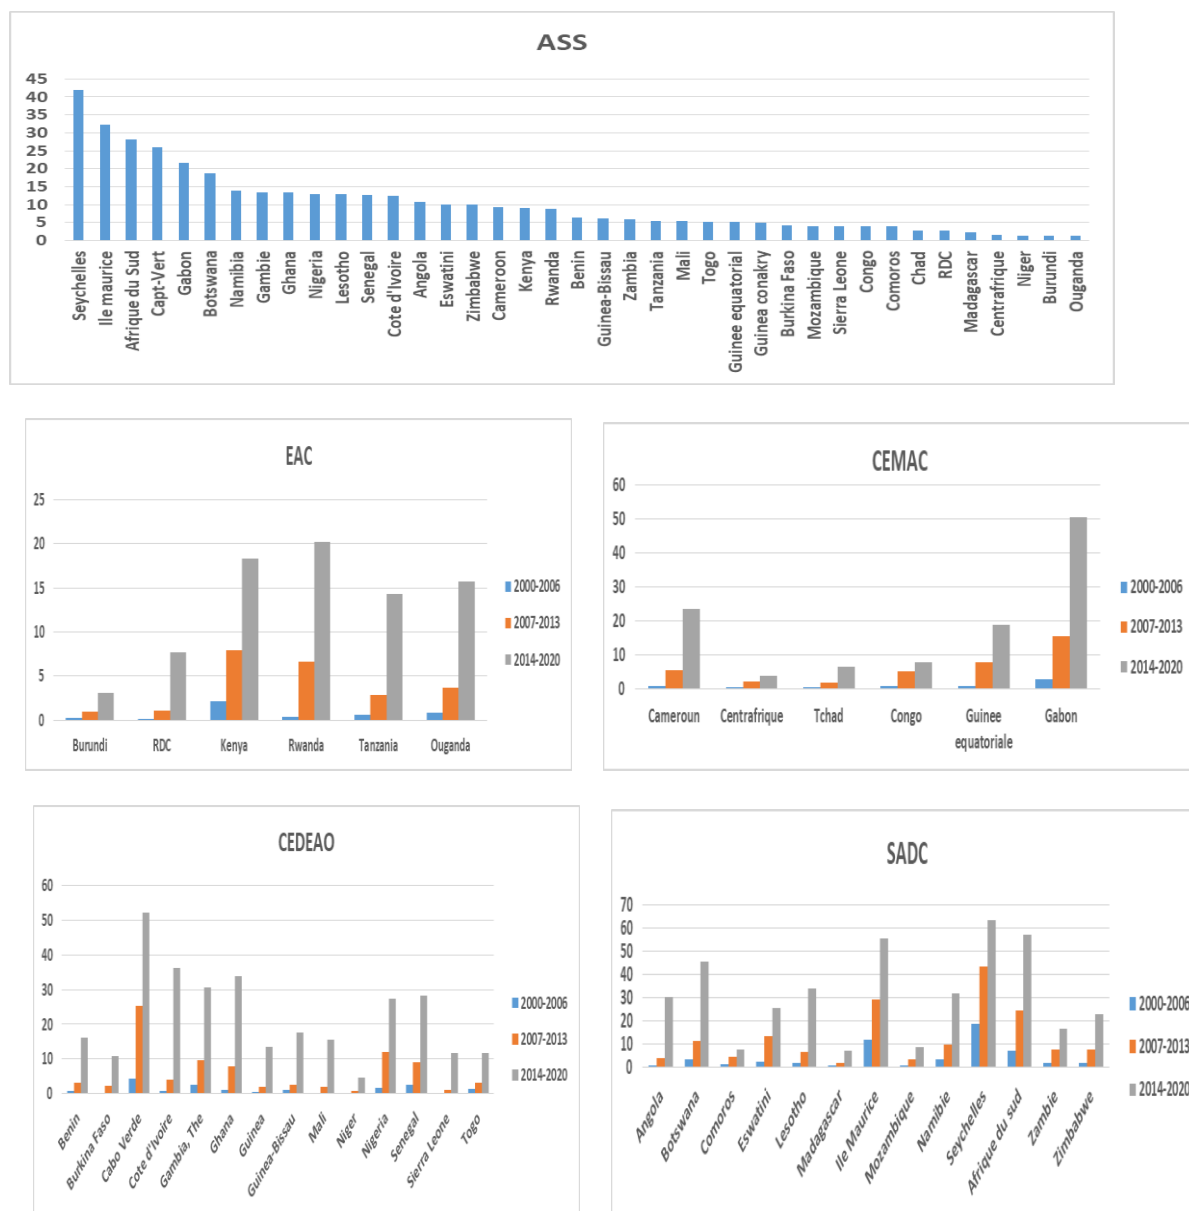 ASS
45
40
35
30
25
20
15
10
5
0
Seychelles
Ile maurice
Afrique du Sud
Capt-Vert
Gabon
Botswana
Namibia
Gambie
Ghana
Nigeria
Lesotho
Senegal
Cote d'Ivoire
Angola
Eswatini
Zimbabwe
Cameroon
Kenya
Rwanda
Benin
Guinea-Bissau
Zambia
Tanzania
Mali
Togo
Guinee equatorial
Guinea conakry
Burkina Faso
Mozambique
Sierra Leone
Congo
Comoros
Chad
RDC
Madagascar
Centrafrique
Niger
Burundi
Ouganda
EAC
25
20
15
10
5
0
Burundi
RDC
Kenya
Rwanda
Tanzania
Ouganda
2000-2006
2007-2013
2014-2020
CEMAC
60
50
40
30
20
10
0
Cameroun
Centrafrique
Tchad
Congo
Guinee
equatoriale
Gabon
2000-2006
2007-2013
2014-2020
CEDEAO
60
50
40
30
20
10
0
Benin
Burkina Faso
Cabo Verde
Cote d'Ivoire
Gambia, The
Ghana
Guinea
Guinea-Bissau
Mali
Niger
Nigeria
Senegal
Sierra Leone
Togo
2000-2006
2007-2013
2014-2020
SADC
70
60
50
40
30
20
10
0
Angola
Botswana
Comoros
Eswatini
Lesotho
Madagascar
Ile Maurice
Mozambique
Namibie
Seychelles
Afrique du sud
Zambie
Zimbabwe
2000-2006
2007-2013
2014-2020